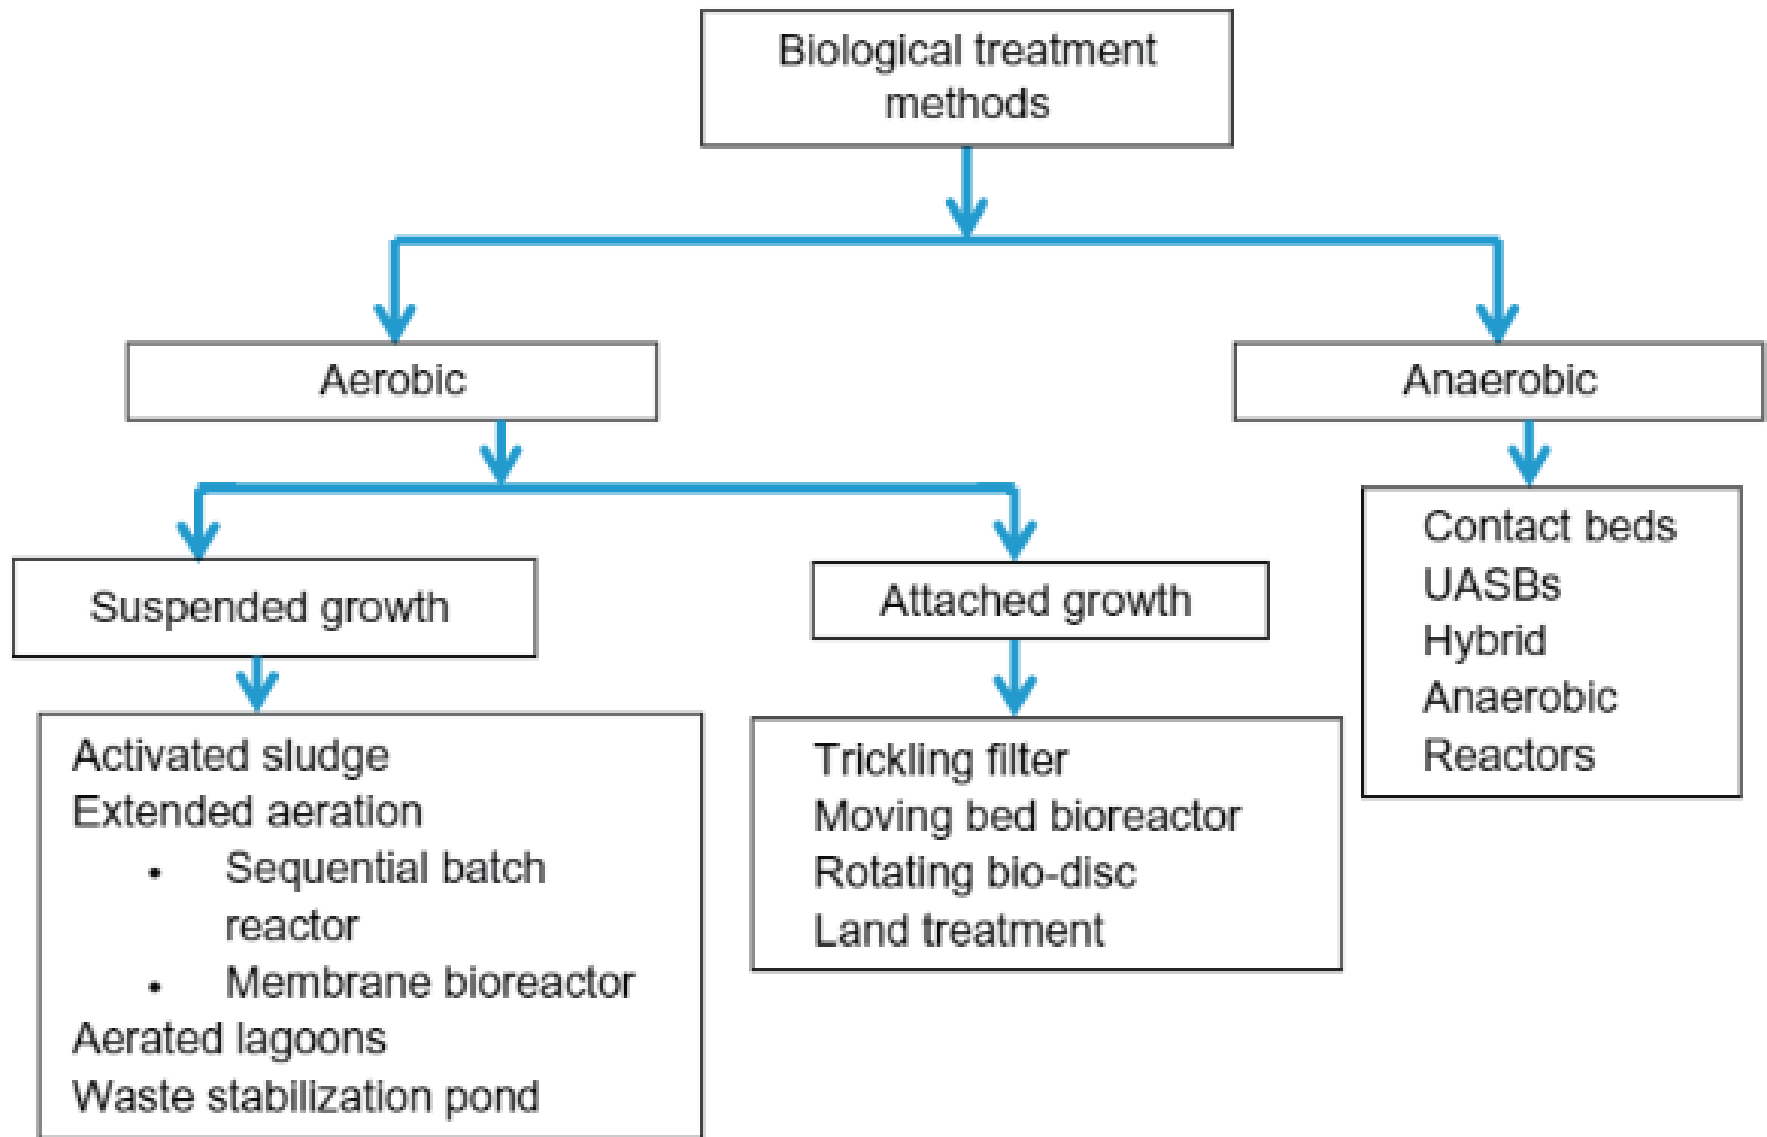 Biological treatment
methods
Aerobic
Anaerobic
Suspended growth
Attached growth
Contact beds
UASBs
Hybrid
Anaerobic
Reactors
Activated sludge
Extended aeration
• Sequential batch
reactor
• Membrane bioreactor
Aerated lagoons
Waste stabilization pond
Trickling filter
Moving bed bioreactor
Rotating bio-disc
Land treatment